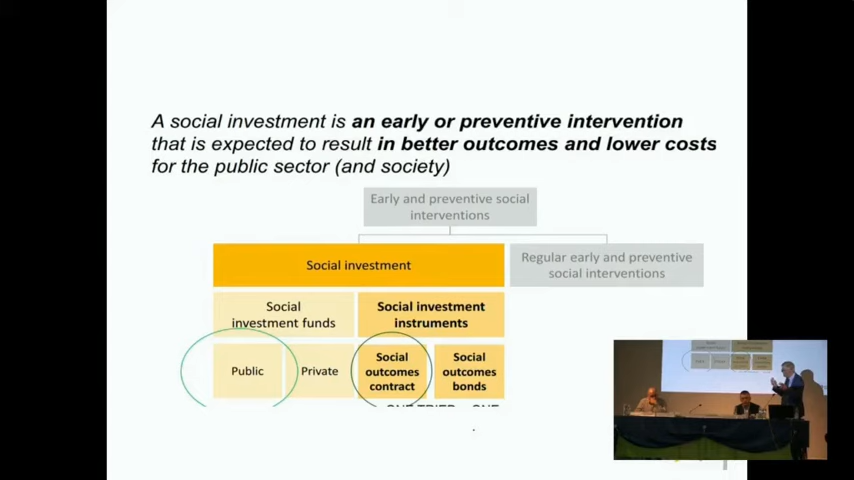 A social investment is an early or preventive intervention
that is expected to result in better outcomes and lower costs
for the public sector (and society)
Early and preventive social
interventions
Social investment
Regular early and preventive
social interventions
Social
investment funds
Social investment
instruments
Public
Private
Social
outcomes
contract
Social
outcomes
bonds